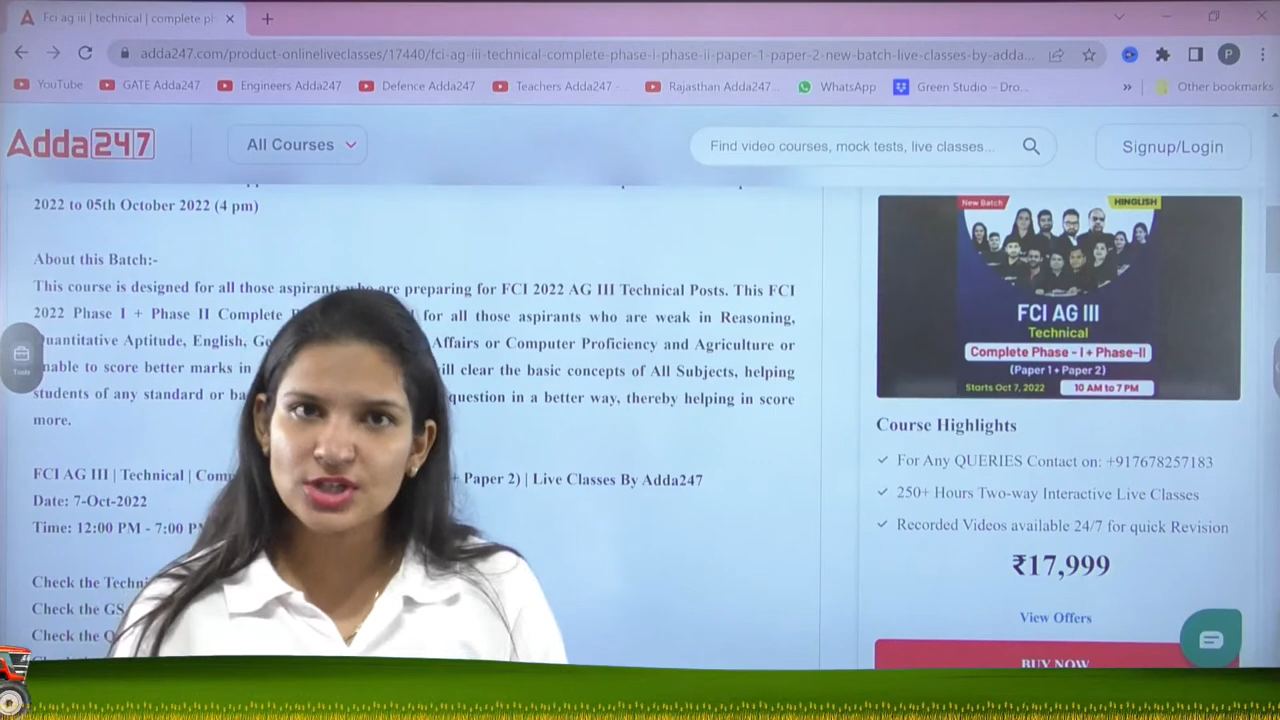 Fci ag iii | technical | complete ph
adda247.com/product-onlineliveclasses/17440/fci-ag-iii-technical-complete-phase-i-phase-ii-paper-1-paper-2-new-batch-live-classes-by-adda...
P
YouTube
GATE Adda247
Engineers Adda247
Defence Adda247
Teachers Adda247 -...
Rajasthan Adda247...
WhatsApp
Green Studio – Dro...
»
Other bookmarks
Adda247
All Courses
Find video courses, mock tests, live classes...
Signup/Login
2022 to 05th October 2022 (4 pm)
About this Batch:-
This course is designed for all those aspirants who are preparing for FCI 2022 AG III Technical Posts. This FCI
2022 Phase I + Phase II Complete for all those aspirants who are weak in Reasoning,
Quantitative Aptitude, English, Affairs or Computer Proficiency and Agriculture or
unable to score better marks in will clear the basic concepts of All Subjects, helping
students of any standard or question in a better way, thereby helping in score
more.
FCI AG III | Technical | Paper 2) | Live Classes By Adda247
Date: 7-Oct-2022
Time: 12:00 PM - 7:00
Check the
Check the GS
Check the
Tools
New Batch
HINGLISH
FCI AG III
Technical
Complete Phase - I + Phase-II
(Paper 1 + Paper 2)
Starts Oct 7, 2022
10 AM to 7 PM
Course Highlights
For Any QUERIES Contact on: +917678257183
250+ Hours Two-way Interactive Live Classes
Recorded Videos available 24/7 for quick Revision
₹17,999
View Offers
BUY NOW